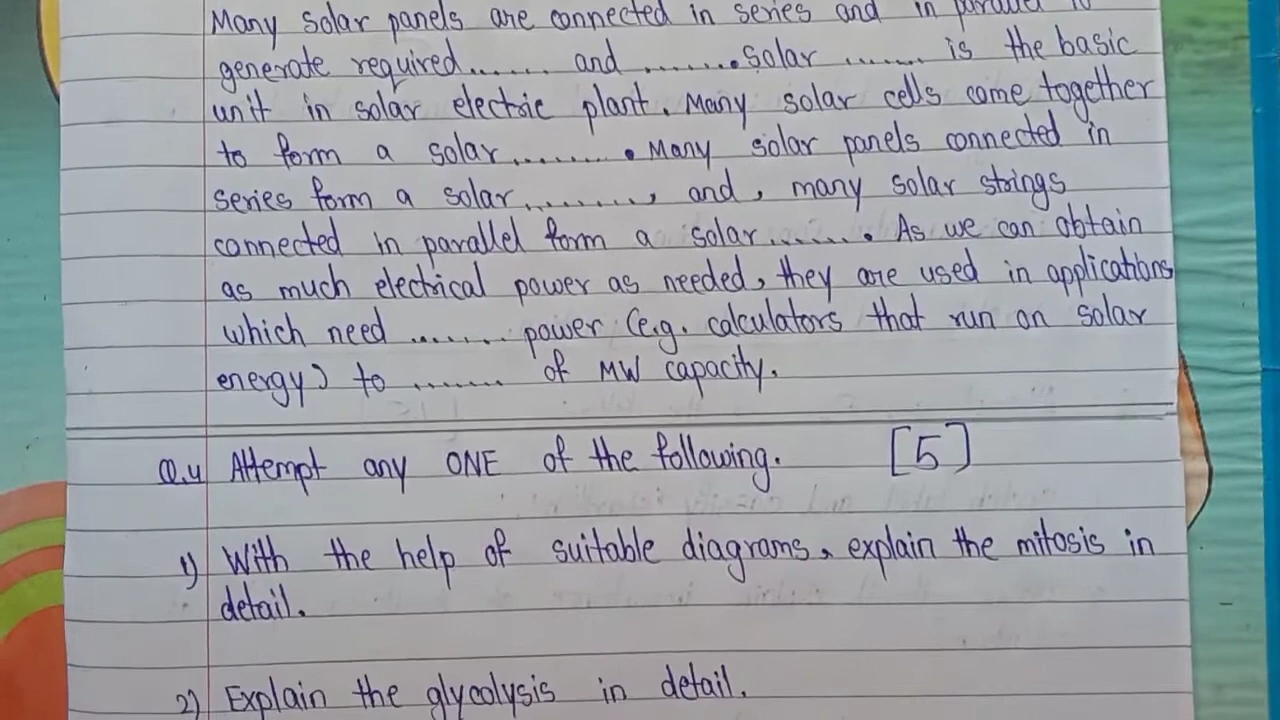 Many solar panels are connected in series and in parallel to
generate required....... and ........solar ....... is the basic
unit in solar electric plant. Many solar cells come together
to form a solar......... Many solar panels connected in
series form a solar........., and, many solar strings
connected in parallel form a solar....... As we can obtain
as much electrical power as needed, they are used in applications
which need ....... power (e.g. calculators that run on solar
energy) to ....... of MW capacity.
Q.4 Attempt any ONE of the following. [5]
1) With the help of suitable diagrams, explain the mitosis in
detail.
2) Explain the glycolysis in detail.